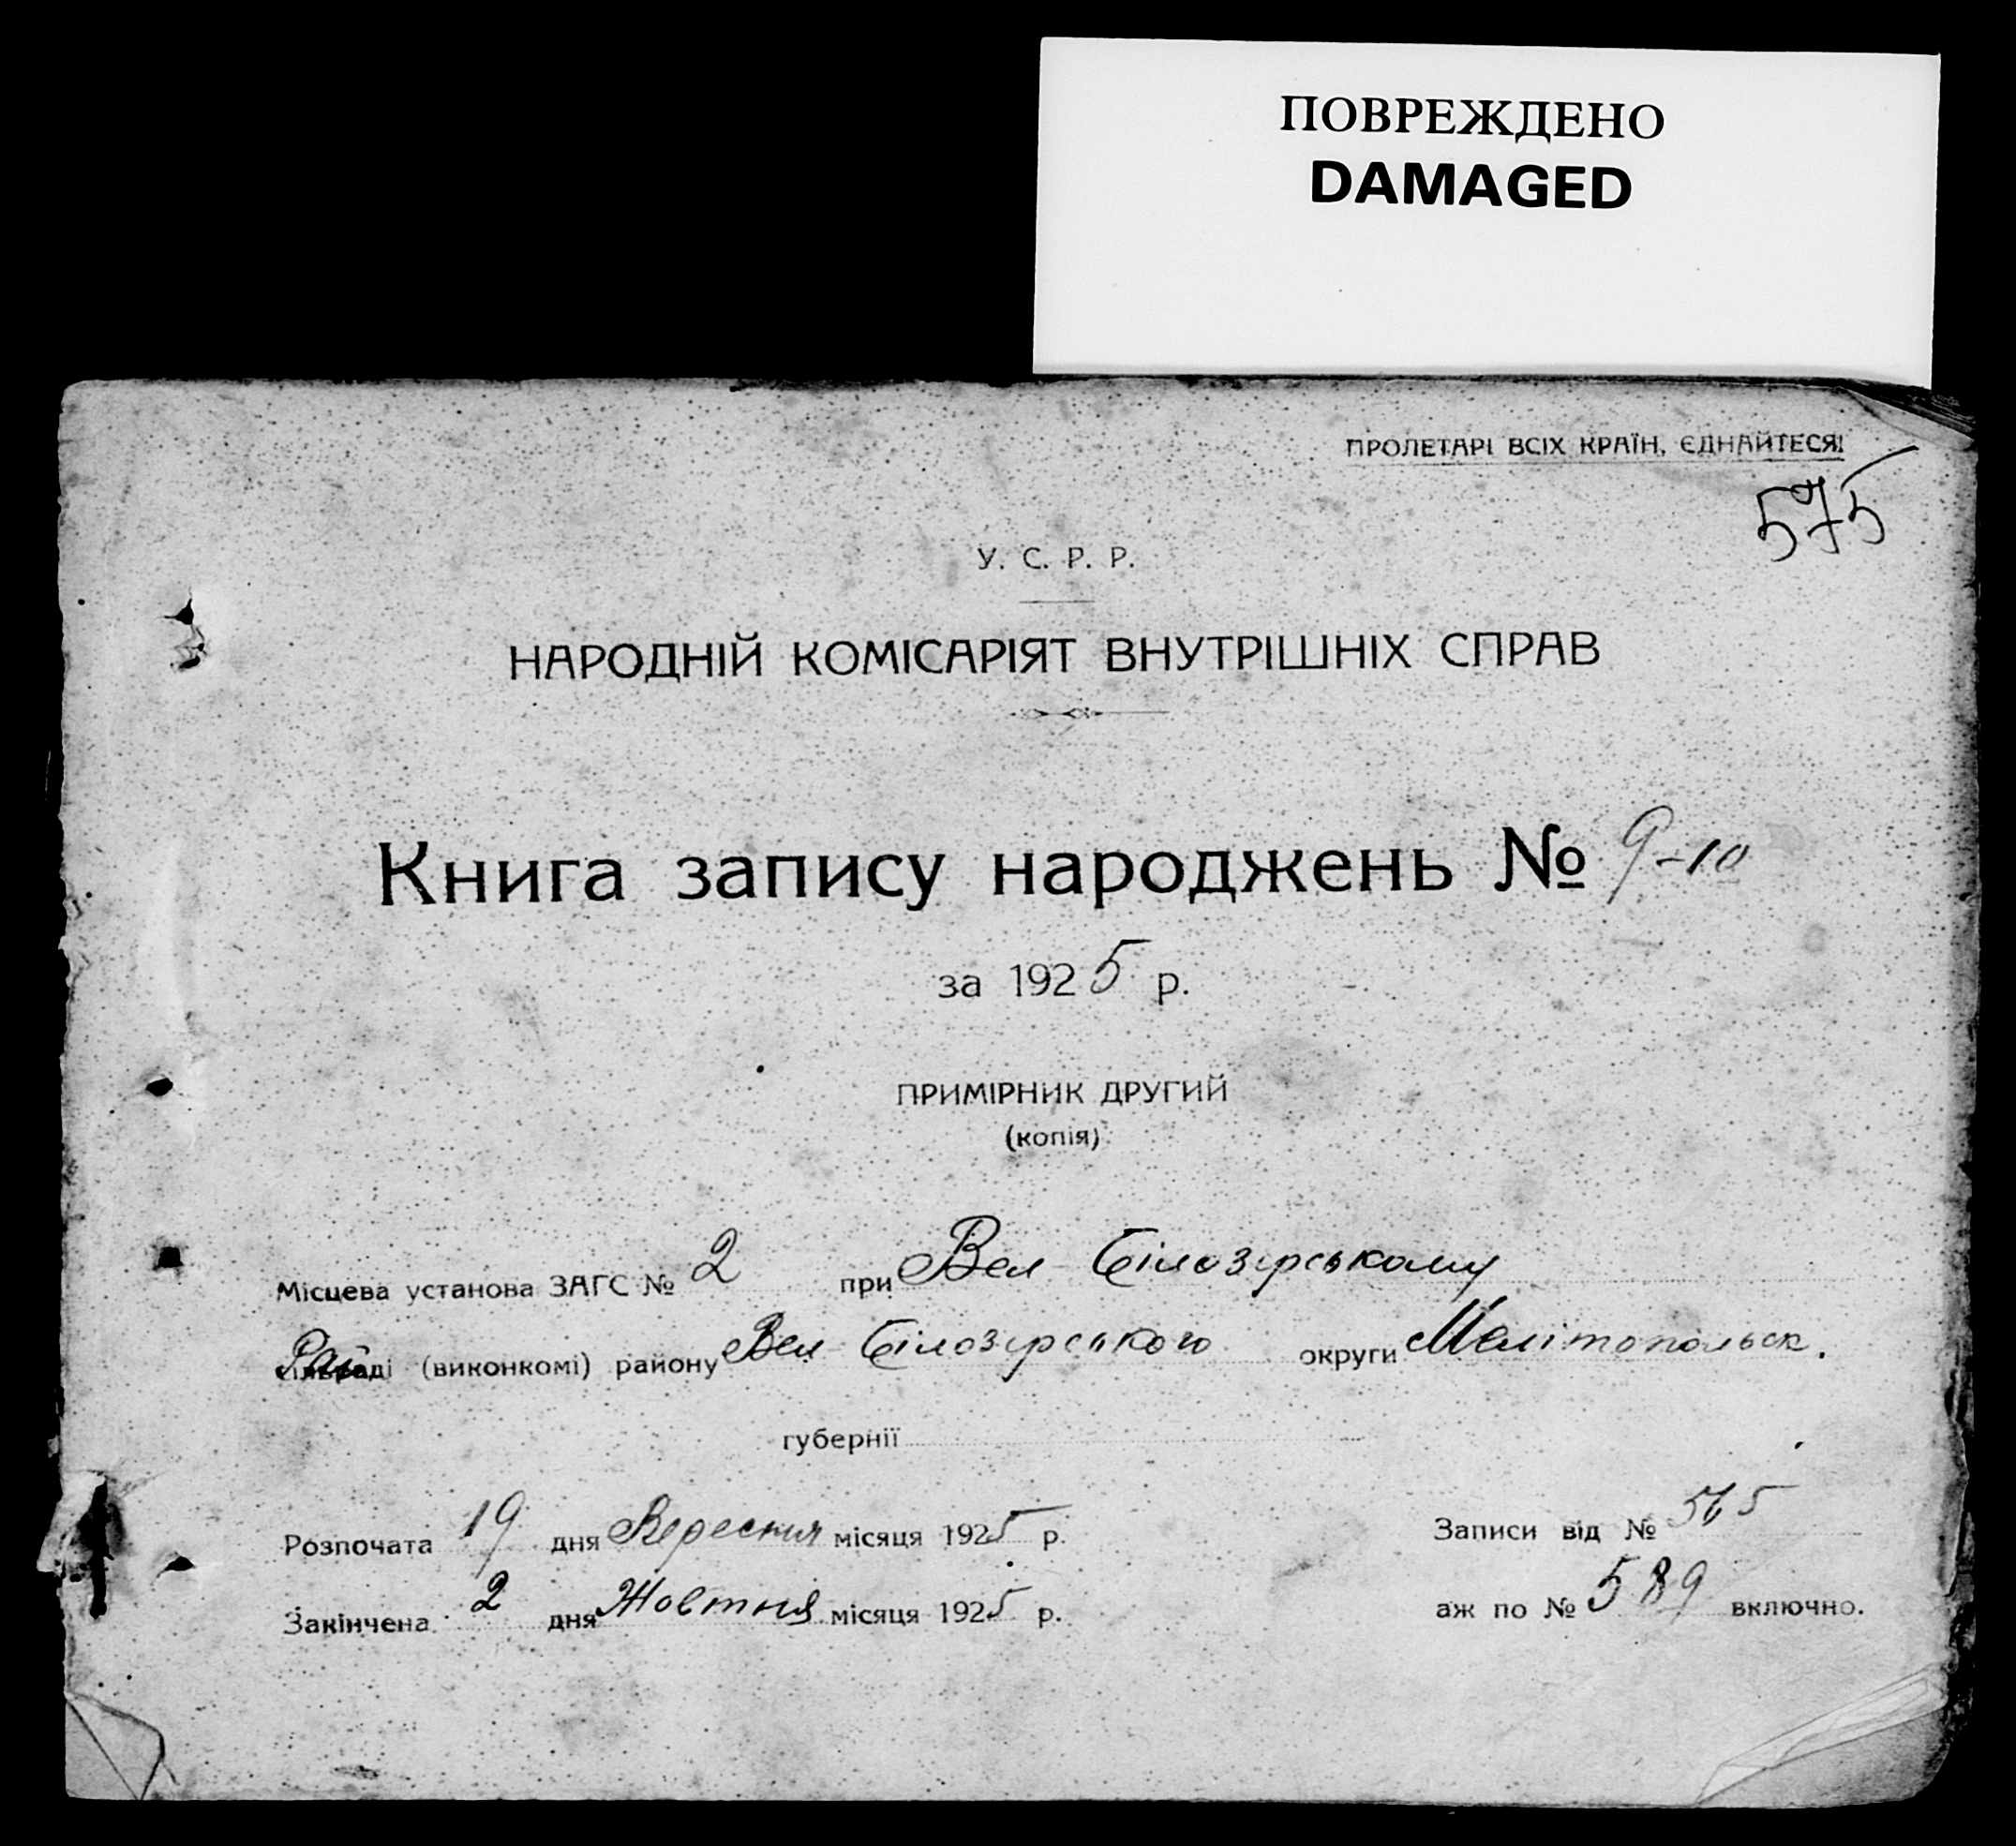 ПОВРЕЖДЕНО
DAMAGED
ПРОЛЕТАРІ ВСІХ КРАЇН, ЄДНАЙТЕСЯ!
575
У. С. Р. Р.
НАРОДНІЙ КОМІСАРІЯТ ВНУТРІШНІХ СПРАВ
Книга запису народжень № 9-10
за 1925 р.
ПРИМІРНИК ДРУГИЙ
(копія)
Місцева установа ЗАГС № 2 при Вел Білозерському
Рай (виконкомі) району Вел Білозерського округи Мелітопольск.
губернії
Розпочата 19 дня Вересня місяця 1925 р. Записи від № 565
Закінчена 2 дня Жовтня місяця 1925 р. аж по № 589 включно.